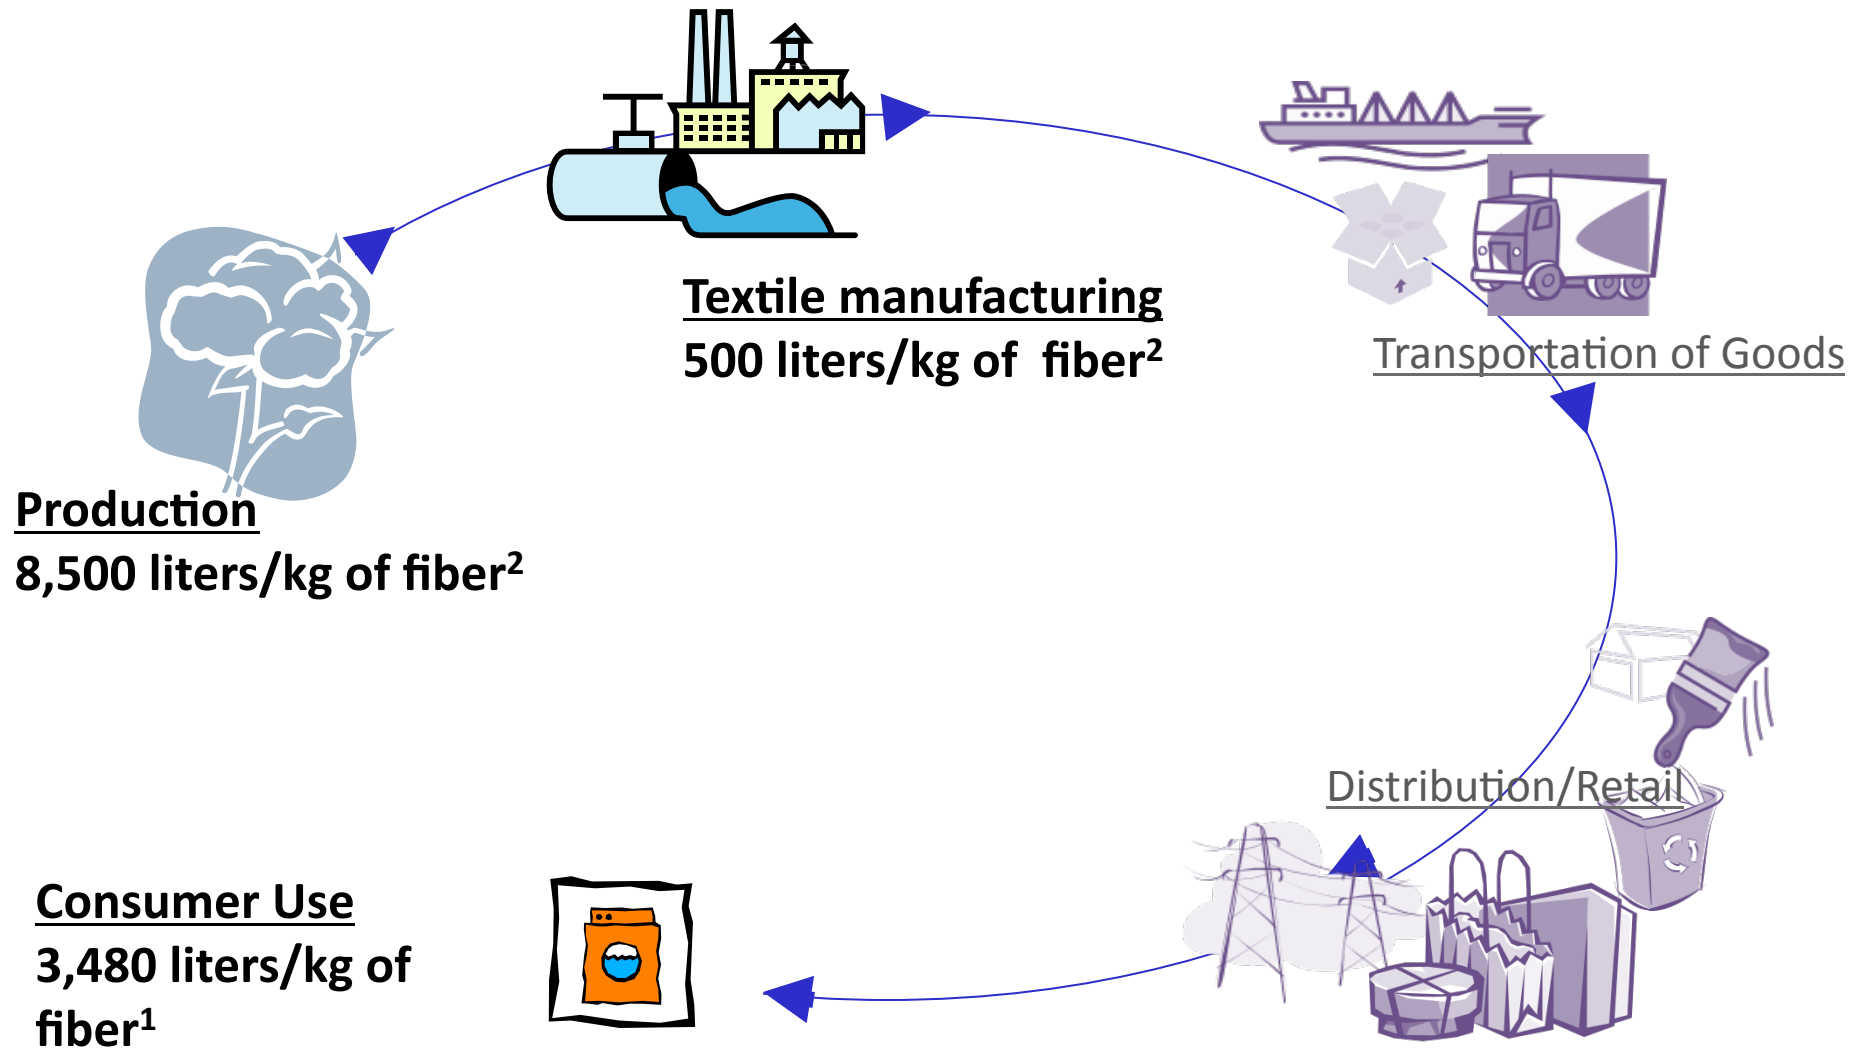 Textile manufacturing
500 liters/kg of  fiber²
Transportation of Goods
Production
8,500 liters/kg of fiber²
Distribution/Retail
Consumer Use
3,480 liters/kg of
fiber¹